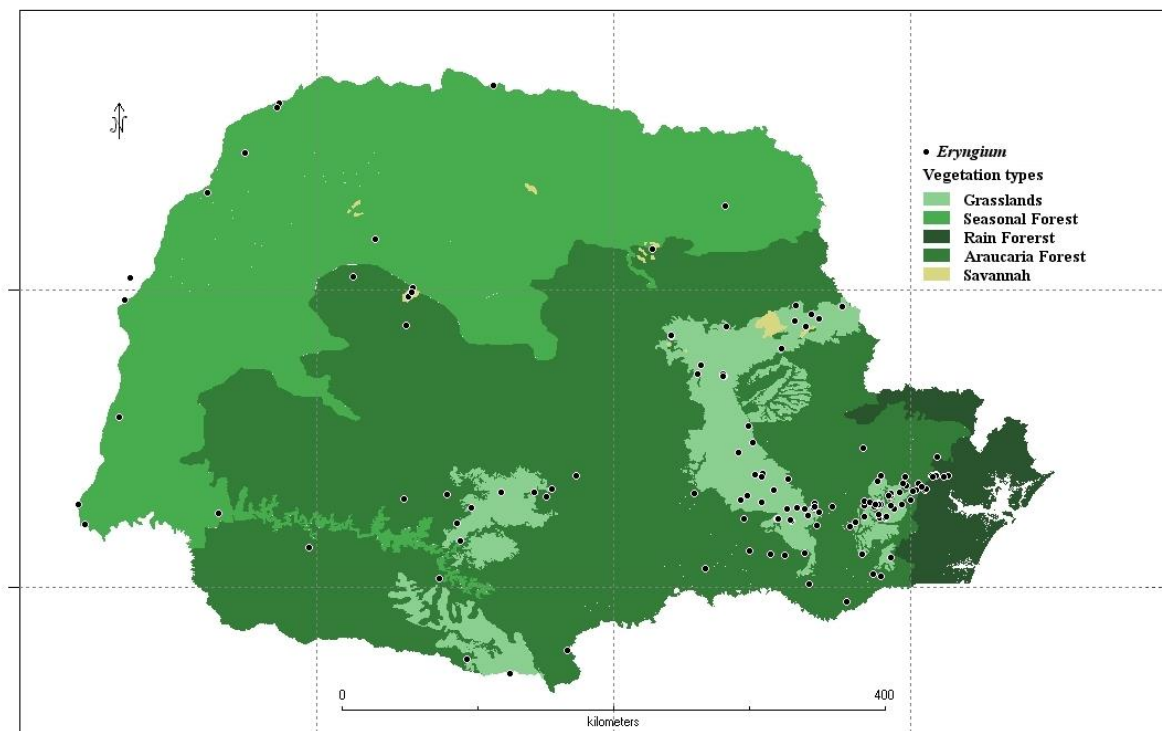 N
Eryngium
Vegetation types
Grasslands
Seasonal Forest
Rain Forerst
Araucaria Forest
Savannah
0 400
kilometers